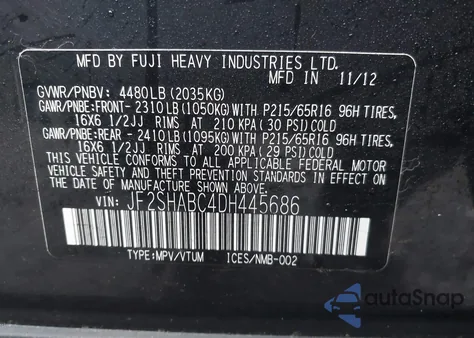 MFD BY FUJI HEAVY INDUSTRIES LTD.
MFD IN 11/12
GVWR/PNBV: 4480LB (2035KG)
GAWR/PNBE: FRONT- 2310LB (1050KG) WITH P215/65R16 96H TIRES,
16X6 1/2JJ RIMS AT 210 KPA (30 PSI) COLD
GAWR/PNBE: REAR - 2410LB (1095KG) WITH P215/65R16 96H TIRES,
16X6 1/2JJ RIMS AT 200 KPA (29 PSI) COLD
THIS VEHICLE CONFORMS TO ALL APPLICABLE FEDERAL MOTOR
VEHICLE SAFETY AND THEFT PREVENTION STANDARDS IN EFFECT
ON THE DATE OF MANUFACTURE SHOWN ABOVE.
VIN: JF2SHABC4DH445686
TYPE:MPV/VTUM ICES/NMB-002
autoSnap